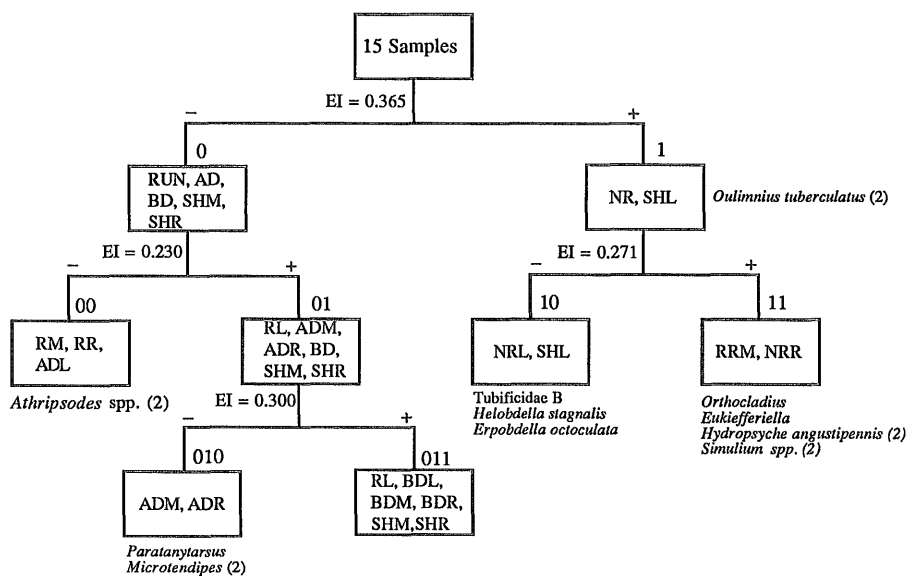 15 Samples
EI = 0.365
−
+
0
1
RUN, AD,
BD, SHM,
SHR
NR, SHL
Oulimnius tuberculatus (2)
EI = 0.230
EI = 0.271
−
+
−
+
00
01
10
11
RM, RR,
ADL
RL, ADM,
ADR, BD,
SHM, SHR
NRL, SHL
RRM, NRR
Athripsodes spp. (2)
EI = 0.300
Tubificidae B
Helobdella stagnalis
Erpobdella octoculata
Orthocladius
Eukiefferiella
Hydropsyche angustipennis (2)
Simulium spp. (2)
−
+
010
011
ADM, ADR
RL, BDL,
BDM, BDR,
SHM,SHR
Paratanytarsus
Microtendipes (2)